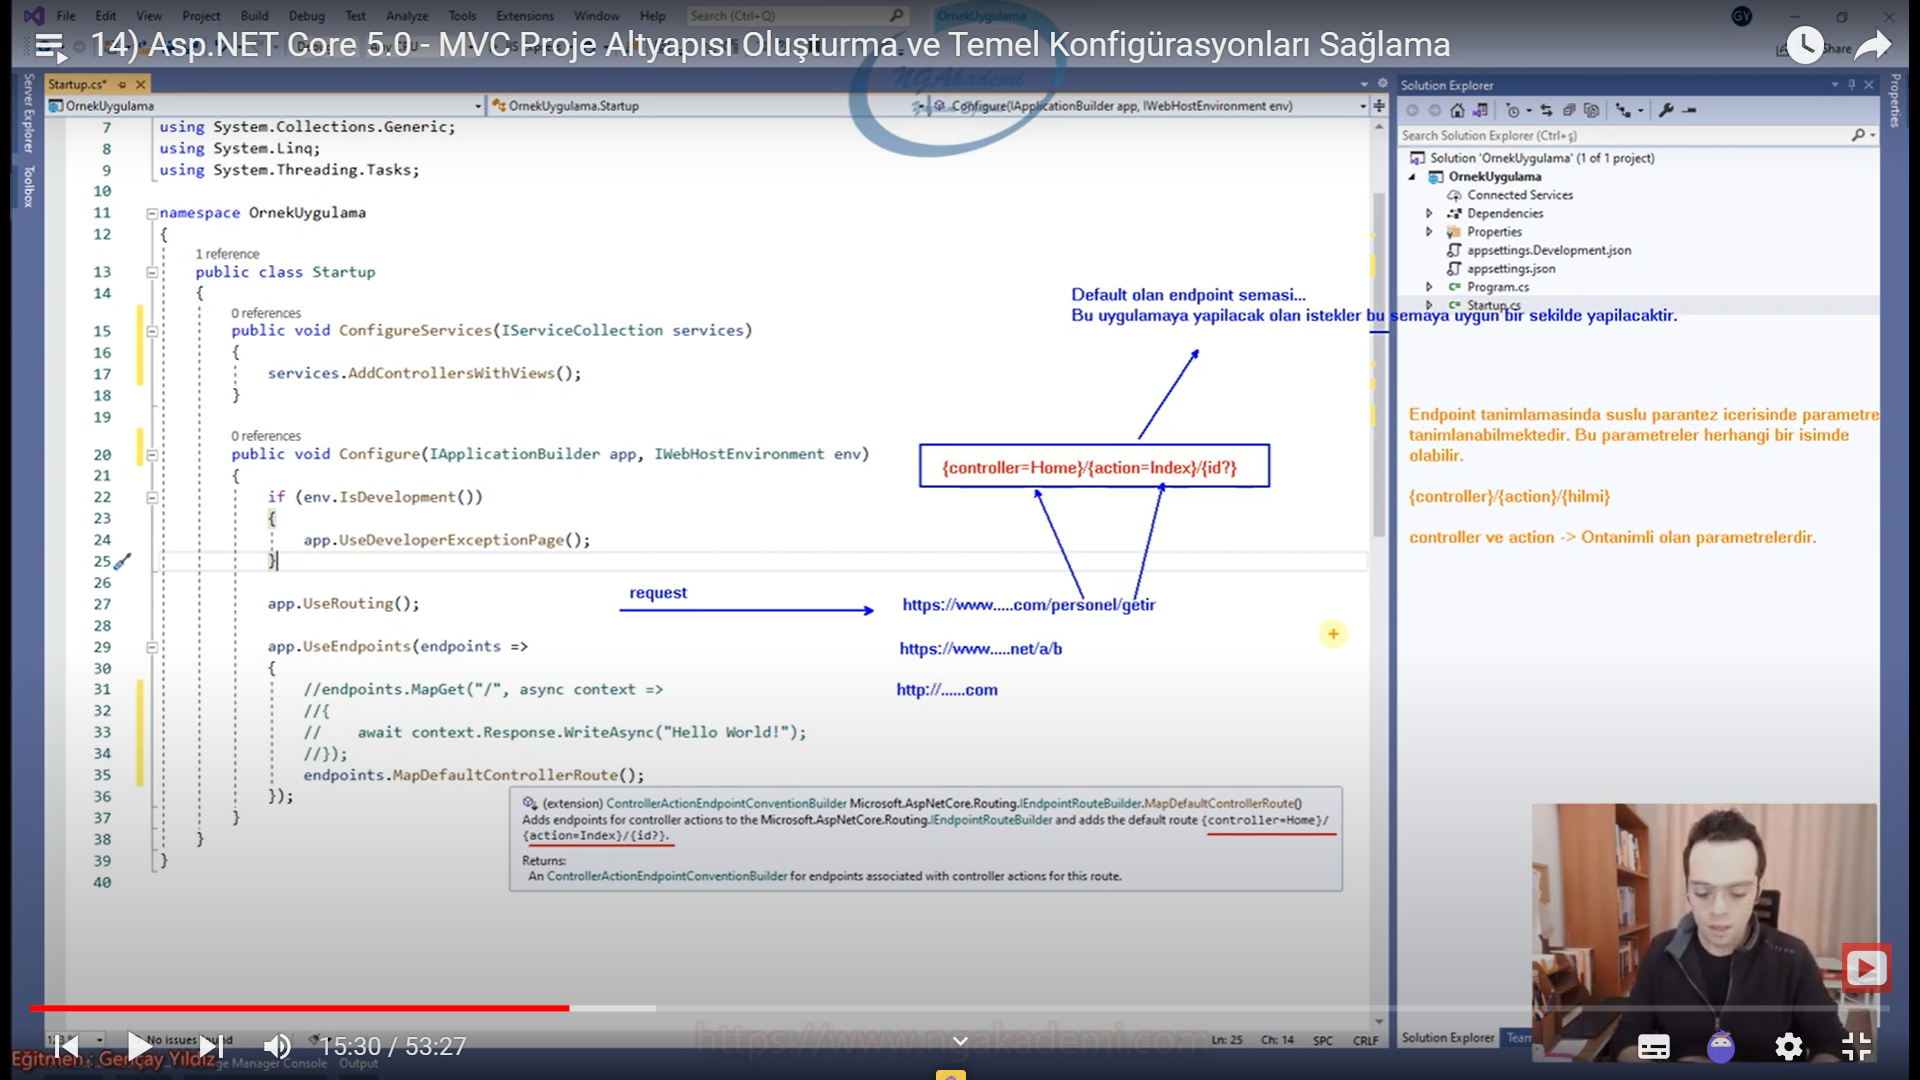 File Edit View Project Build Debug Test Analyze Tools Extensions Window Help Search (Ctrl+Q) OrnekUygulama GY
14) Asp.NET Core 5.0 - MVC Proje Altyapısı Oluşturma ve Temel Konfigürasyonları Sağlama
Share
NGAkademi
Server Explorer
Toolbox
Startup.cs*
OrnekUygulama
OrnekUygulama.Startup
Configure(IApplicationBuilder app, IWebHostEnvironment env)
7 using System.Collections.Generic;
8 using System.Linq;
9 using System.Threading.Tasks;
10
11 namespace OrnekUygulama
12 {
1 reference
13 public class Startup
14 {
0 references
15 public void ConfigureServices(IServiceCollection services)
16 {
17 services.AddControllersWithViews();
18 }
19
0 references
20 public void Configure(IApplicationBuilder app, IWebHostEnvironment env)
21 {
22 if (env.IsDevelopment())
23 {
24 app.UseDeveloperExceptionPage();
25 }
26
27 app.UseRouting();
28
29 app.UseEndpoints(endpoints =>
30 {
31 //endpoints.MapGet("/", async context =>
32 //{
33 // await context.Response.WriteAsync("Hello World!");
34 //});
35 endpoints.MapDefaultControllerRoute();
36 });
37 }
38 }
39 }
40
(extension) ControllerActionEndpointConventionBuilder Microsoft.AspNetCore.Routing.IEndpointRouteBuilder.MapDefaultControllerRoute()
Adds endpoints for controller actions to the Microsoft.AspNetCore.Routing.IEndpointRouteBuilder and adds the default route {controller=Home}/
{action=Index}/{id?}.
Returns:
An ControllerActionEndpointConventionBuilder for endpoints associated with controller actions for this route.
Default olan endpoint semasi...
Bu uygulamaya yapilacak olan istekler bu semaya uygun bir sekilde yapilacaktir.
{controller=Home}/{action=Index}/{id?}
request
https://www.....com/personel/getir
https://www.....net/a/b
http://......com
Solution Explorer
Search Solution Explorer (Ctrl+ş)
Solution 'OrnekUygulama' (1 of 1 project)
OrnekUygulama
Connected Services
Dependencies
Properties
appsettings.Development.json
appsettings.json
Program.cs
Startup.cs
Properties
Endpoint tanimlamasinda suslu parantez icerisinde parametre
tanimlanabilmektedir. Bu parametreler herhangi bir isimde
olabilir.
{controller}/{action}/{hilmi}
controller ve action -> Ontanimli olan parametrelerdir.
No issues found
https://www.ngakademi.com
Ln: 25 Ch: 14 SPC CRLF
Solution Explorer Team
15:30 / 53:27
Eğitmen : Gençay Yıldız
Manager Console Output